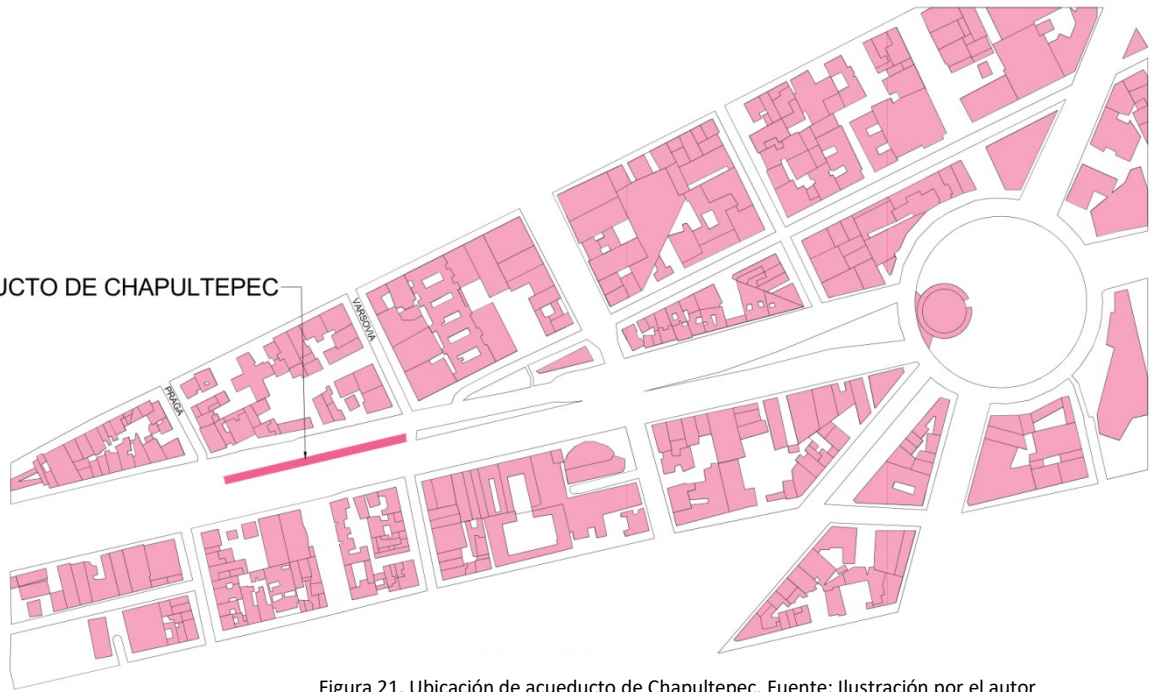 UCTO DE CHAPULTEPEC
VARSOVIA
PRAGA
Figura 21. Ubicación de acueducto de Chapultepec. Fuente: Ilustración por el autor